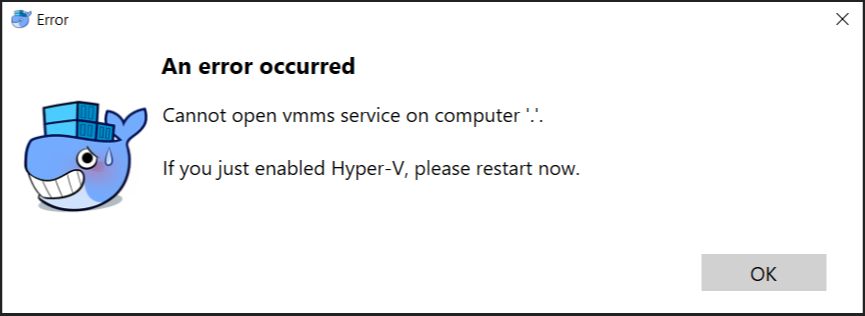 Error
An error occurred
Cannot open vmms service on computer '.'.
If you just enabled Hyper-V, please restart now.
OK